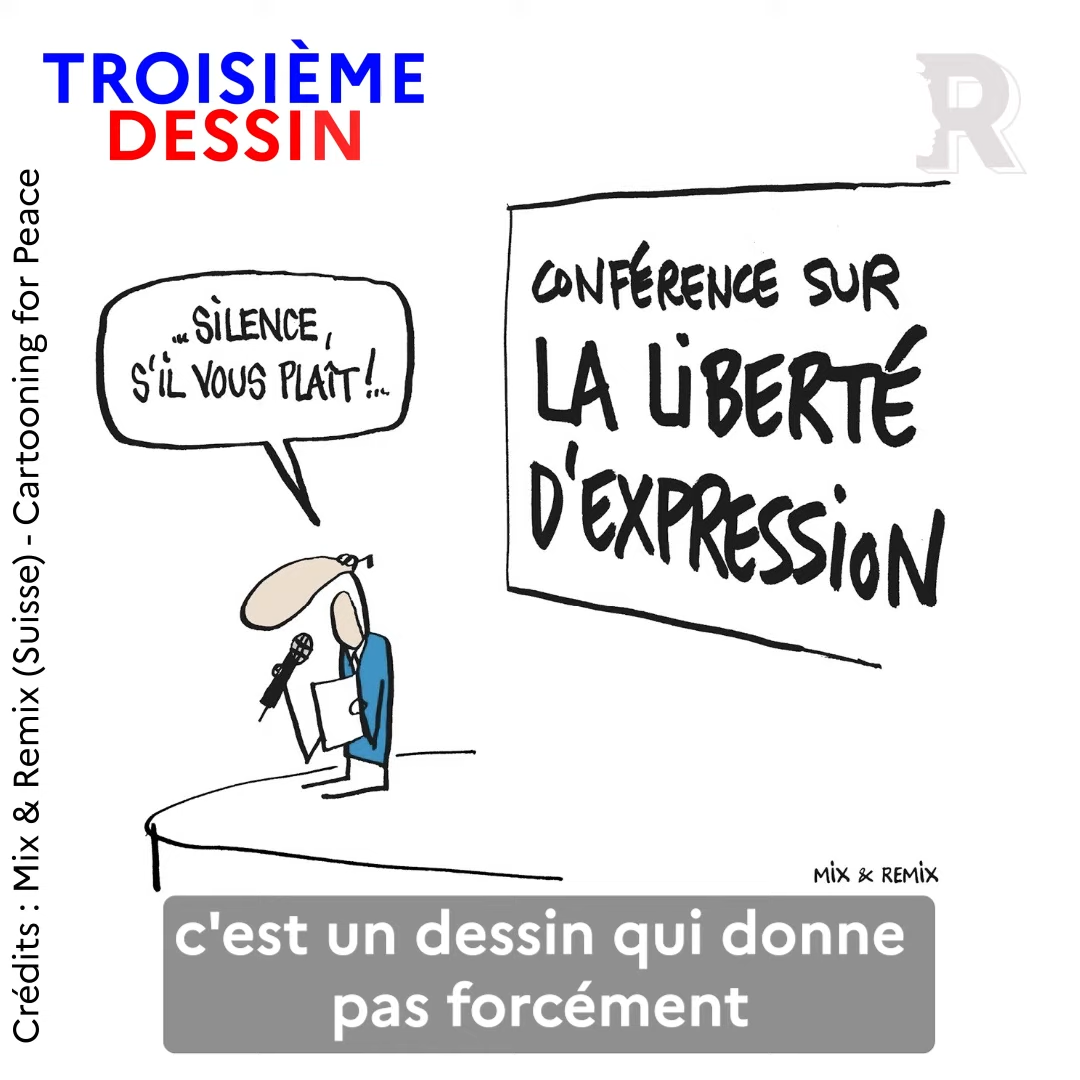 TROISIÈME
DESSIN
R
Crédits : Mix & Remix (Suisse) - Cartooning for Peace
...SiLENCE,
S'iL VOUS PLAîT !...
CONFÉRENCE SUR
LA LiBERTÉ
D'EXPRESSiON
MiX & REMiX
c'est un dessin qui donne
pas forcément